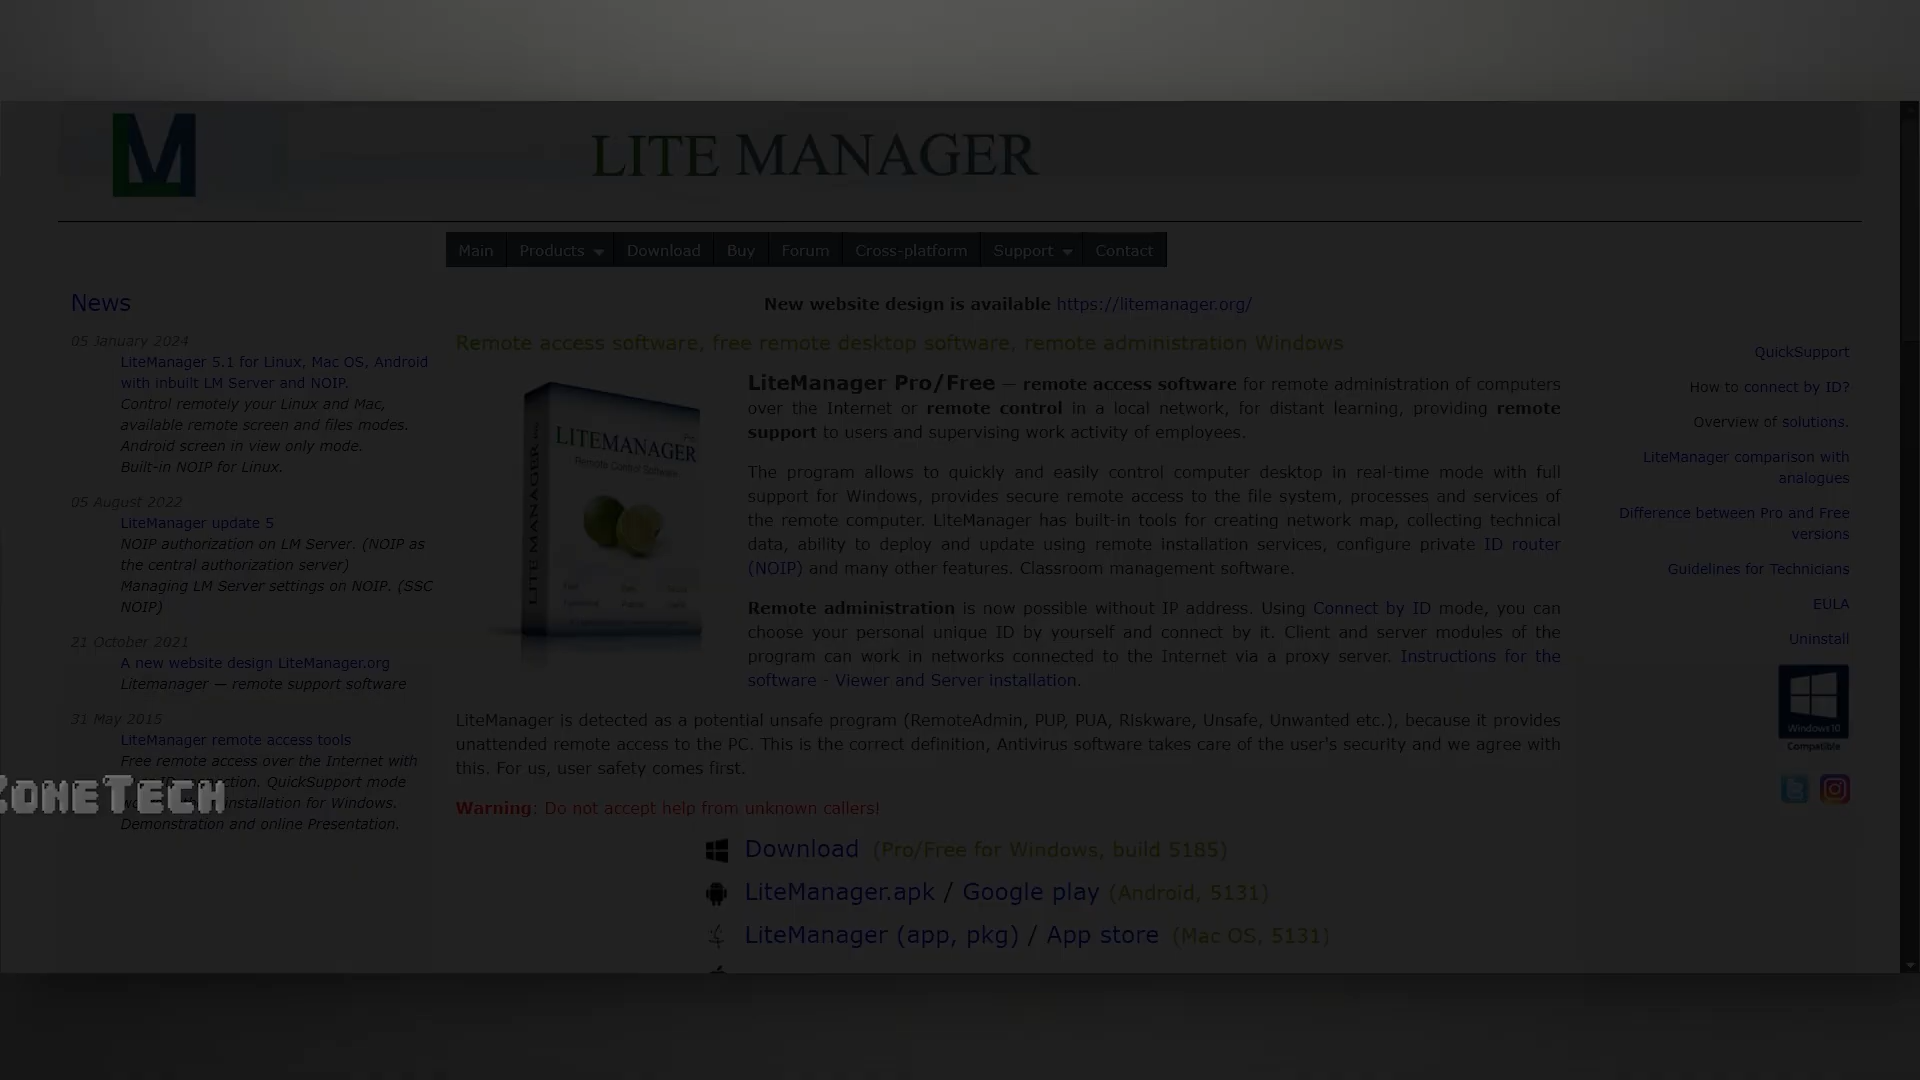 LITE MANAGER
Main Products Download Buy Forum Cross-platform Support Contact
News
05 January 2024
LiteManager 5.1 for Linux, Mac OS, Android
with inbuilt LM Server and NOIP.
Control remotely your Linux and Mac,
available remote screen and files modes.
Android screen in view only mode.
Built-in NOIP for Linux.
05 August 2022
LiteManager update 5
NOIP authorization on LM Server. (NOIP as
the central authorization server)
Managing LM Server settings on NOIP. (SSC
NOIP)
21 October 2021
A new website design LiteManager.org
Litemanager — remote support software
31 May 2015
LiteManager remote access tools
Free remote access over the Internet with
QuickSupport mode
installation for Windows.
Demonstration and online Presentation.
ZoneTech
New website design is available https://litemanager.org/
Remote access software, free remote desktop software, remote administration Windows
LITEMANAGER Pro
Remote Control Software
LITE MANAGER Pro
LiteManager Pro/Free — remote access software for remote administration of computers
over the Internet or remote control in a local network, for distant learning, providing remote
support to users and supervising work activity of employees.
The program allows to quickly and easily control computer desktop in real-time mode with full
support for Windows, provides secure remote access to the file system, processes and services of
the remote computer. LiteManager has built-in tools for creating network map, collecting technical
data, ability to deploy and update using remote installation services, configure private ID router
(NOIP) and many other features. Classroom management software.
Remote administration is now possible without IP address. Using Connect by ID mode, you can
choose your personal unique ID by yourself and connect by it. Client and server modules of the
program can work in networks connected to the Internet via a proxy server. Instructions for the
software - Viewer and Server installation.
LiteManager is detected as a potential unsafe program (RemoteAdmin, PUP, PUA, Riskware, Unsafe, Unwanted etc.), because it provides
unattended remote access to the PC. This is the correct definition, Antivirus software takes care of the user's security and we agree with
this. For us, user safety comes first.
Warning: Do not accept help from unknown callers!
Download (Pro/Free for Windows, build 5185)
LiteManager.apk / Google play (Android, 5131)
LiteManager (app, pkg) / App store (Mac OS, 5131)
QuickSupport
How to connect by ID?
Overview of solutions.
LiteManager comparison with
analogues
Difference between Pro and Free
versions
Guidelines for Technicians
EULA
Uninstall
Windows10
Compatible